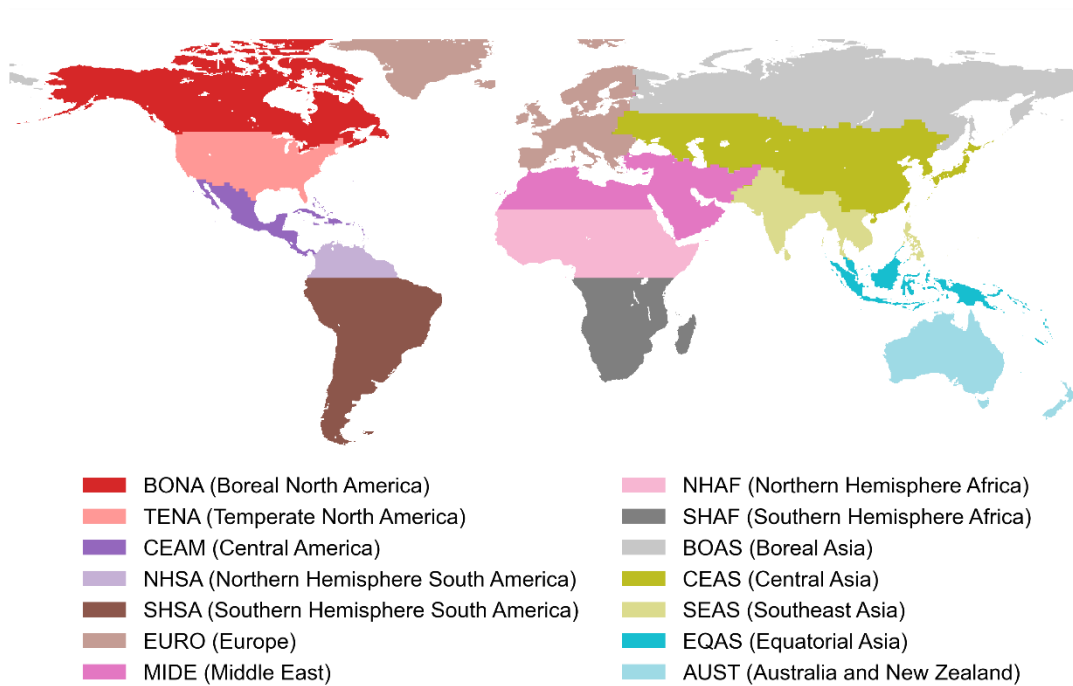 BONA (Boreal North America)
TENA (Temperate North America)
CEAM (Central America)
NHSA (Northern Hemisphere South America)
SHSA (Southern Hemisphere South America)
EURO (Europe)
MIDE (Middle East)
NHAF (Northern Hemisphere Africa)
SHAF (Southern Hemisphere Africa)
BOAS (Boreal Asia)
CEAS (Central Asia)
SEAS (Southeast Asia)
EQAS (Equatorial Asia)
AUST (Australia and New Zealand)